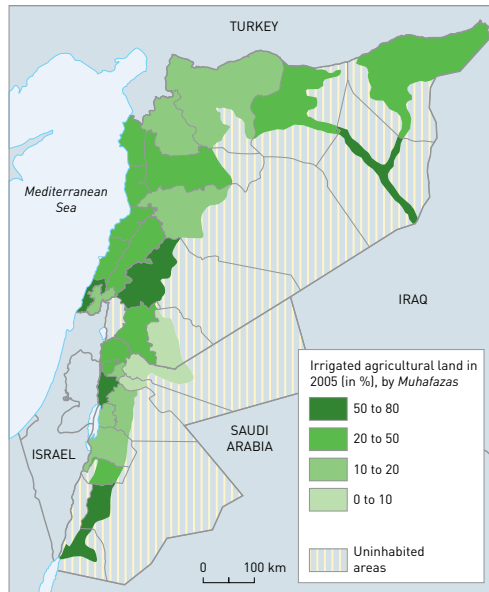 TURKEY
Mediterranean
Sea
IRAQ
Irrigated agricultural land in
2005 (in %), by Muhafazas
50 to 80
20 to 50
10 to 20
0 to 10
Uninhabited
areas
SAUDI
ARABIA
ISRAEL
0 100 km